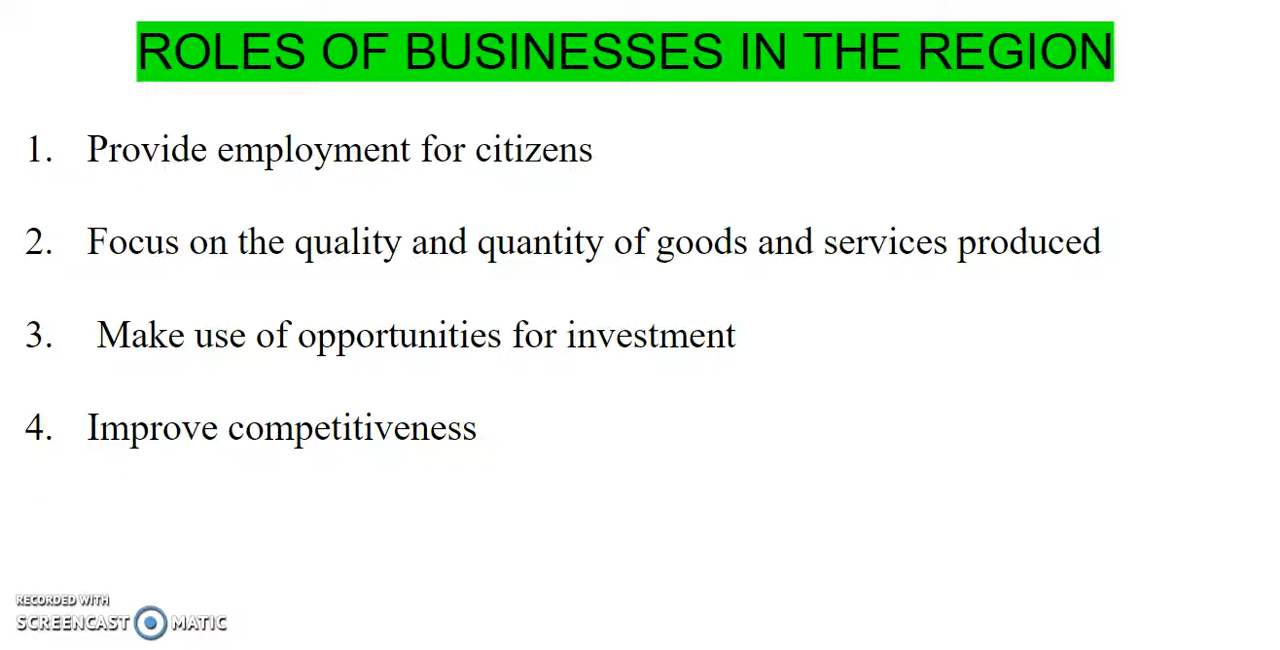 ROLES OF BUSINESSES IN THE REGION
1. Provide employment for citizens
2. Focus on the quality and quantity of goods and services produced
3. Make use of opportunities for investment
4. Improve competitiveness
RECORDED WITH
SCREENCAST MATIC